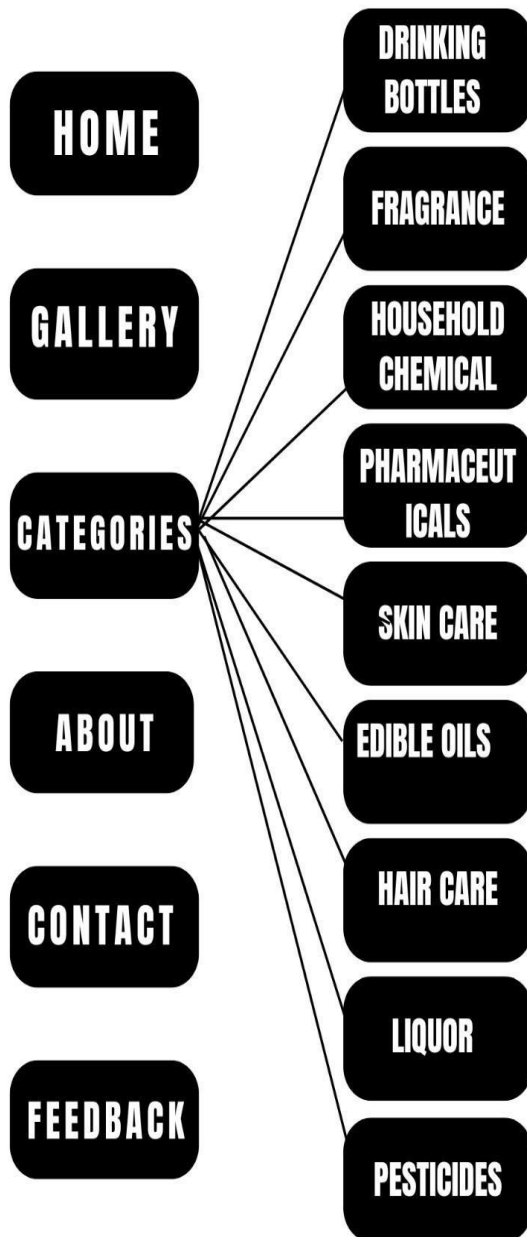 HOME
GALLERY
CATEGORIES
ABOUT
CONTACT
FEEDBACK
DRINKING
BOTTLES
FRAGRANCE
HOUSEHOLD
CHEMICAL
PHARMACEUT
ICALS
SKIN CARE
EDIBLE OILS
HAIR CARE
LIQUOR
PESTICIDES